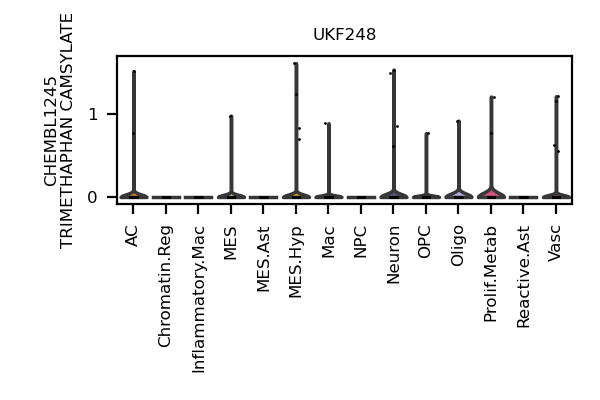 UKF248
CHEMBL1245
TRIMETHAPHAN CAMSYLATE
1
0
AC
Chromatin.Reg
Inflammatory.Mac
MES
MES.Ast
MES.Hyp
Mac
NPC
Neuron
OPC
Oligo
Prolif.Metab
Reactive.Ast
Vasc